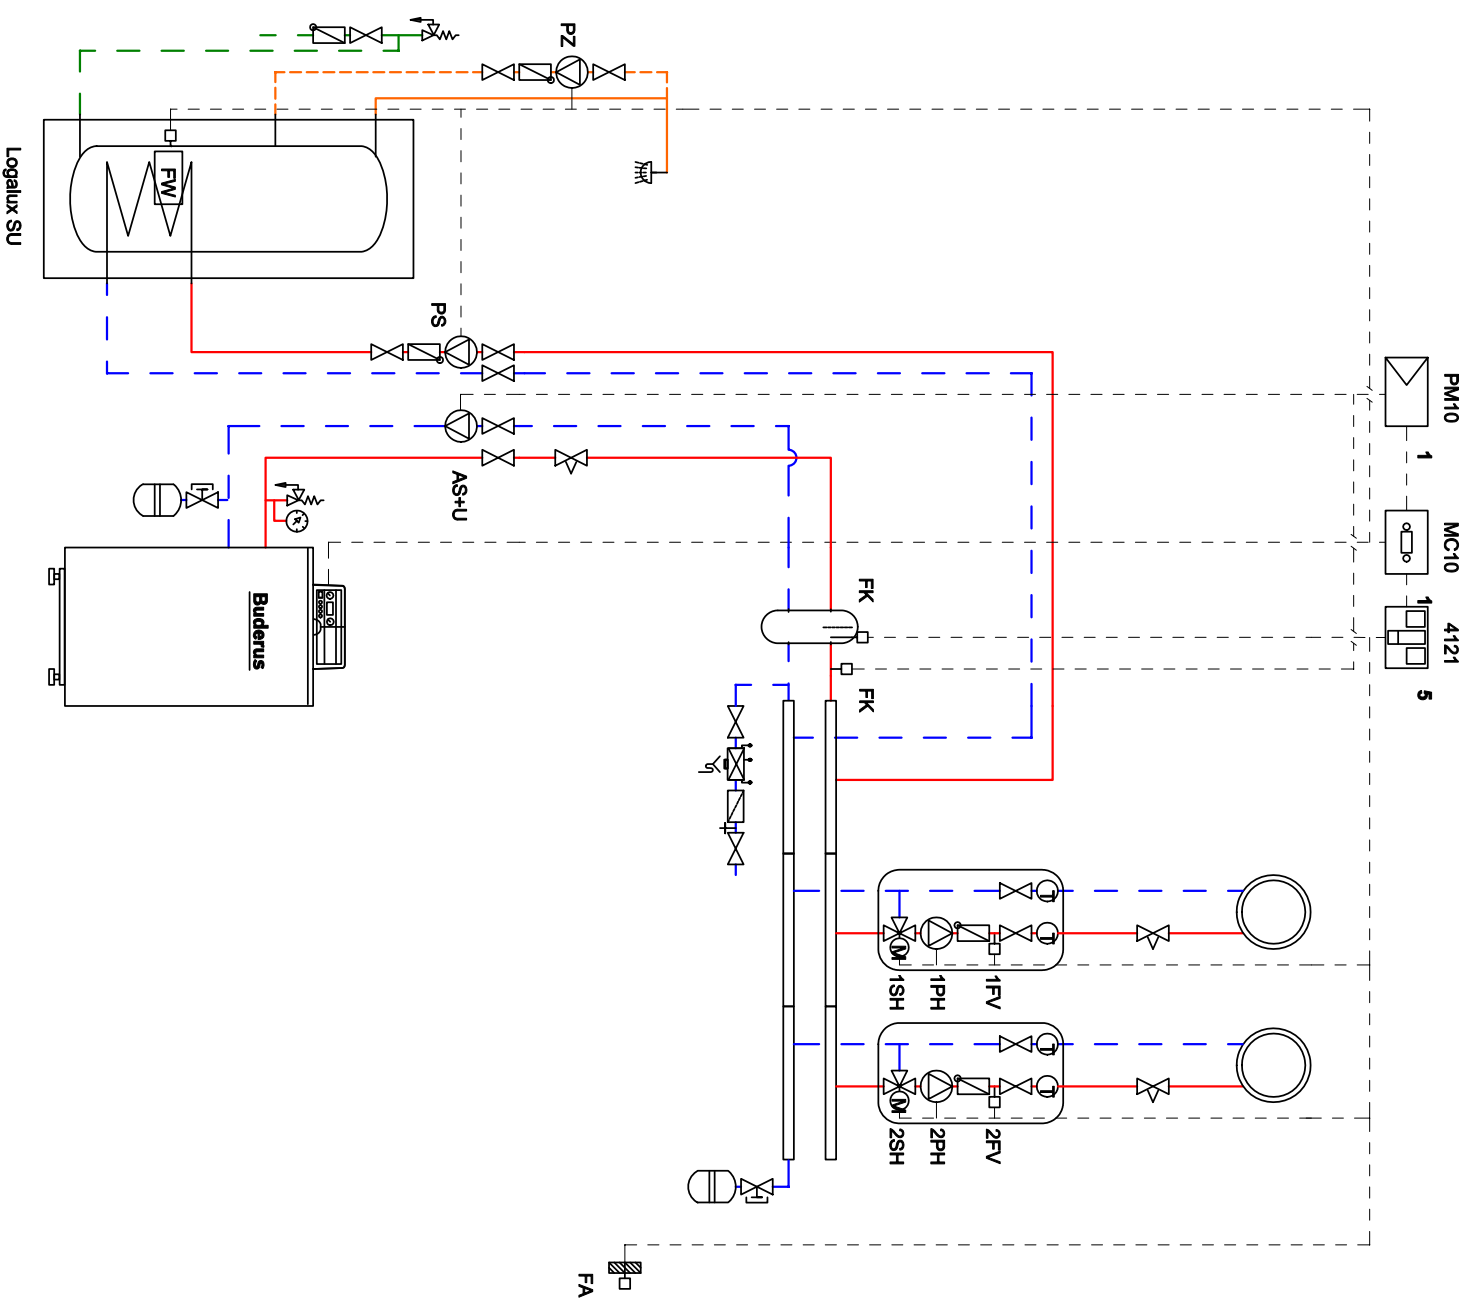 PM10
1
MC10
1
4121
5
PZ
FW
Logalux SU
PS
AS+U
Buderus
FK
FK
T
T
M
1SH
1PH
1FV
T
T
M
2SH
2PH
2FV
FA